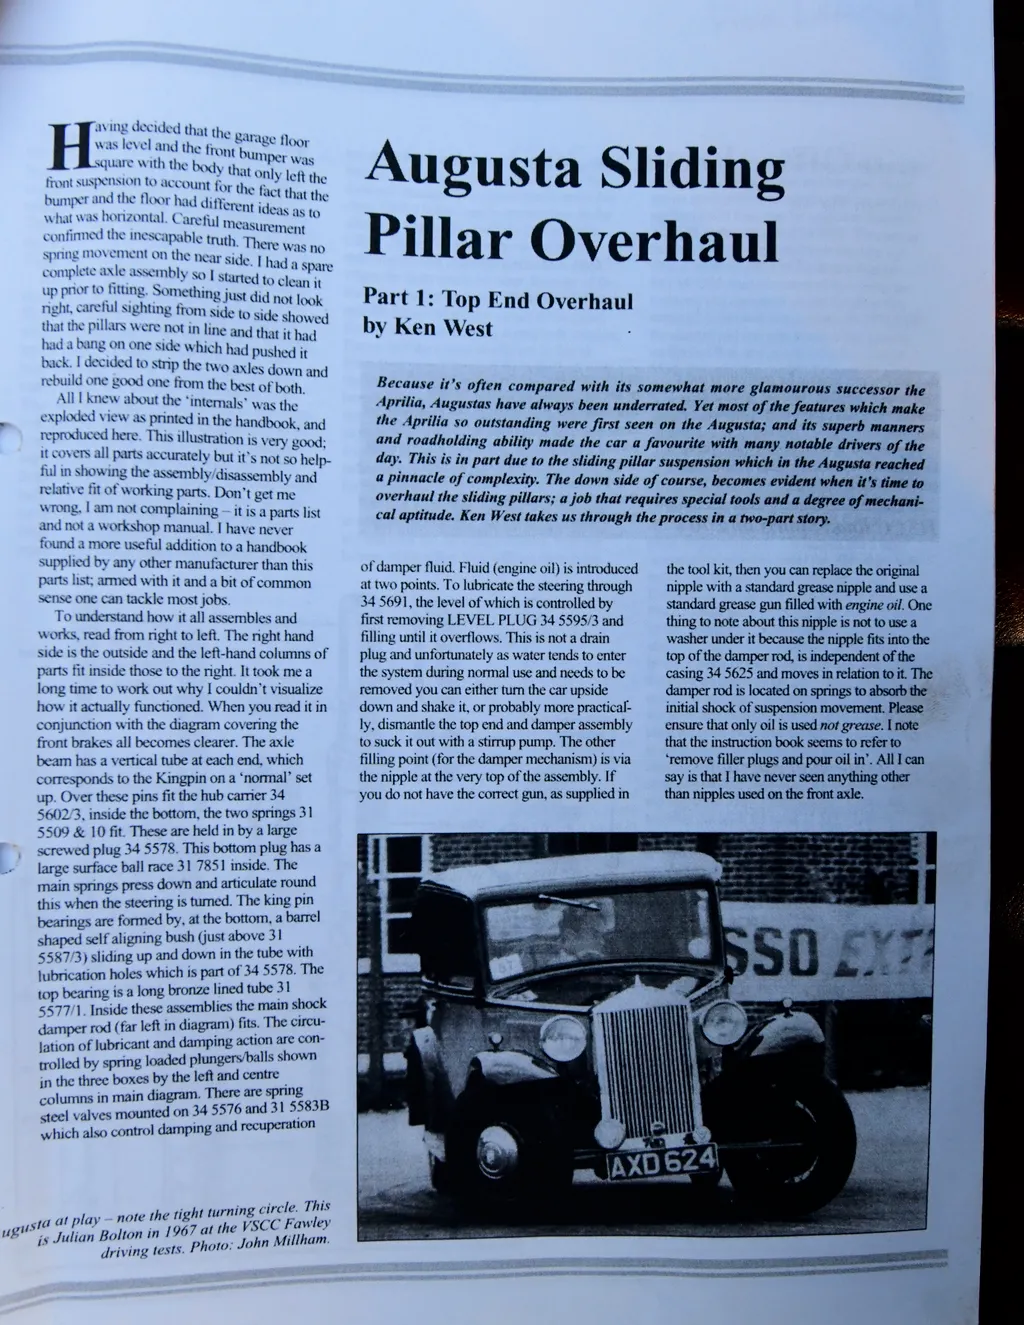 Having decided that the garage floor
was level and the front bumper was
square with the body that only left the
front suspension to account for the fact that the
bumper and the floor had different ideas as to
what was horizontal. Careful measurement
confirmed the inescapable truth. There was no
spring movement on the near side. I had a spare
complete axle assembly so I started to clean it
up prior to fitting. Something just did not look
right, careful sighting from side to side showed
that the pillars were not in line and that it had
had a bang on one side which had pushed it
back. I decided to strip the two axles down and
rebuild one good one from the best of both.
All I knew about the ‘internals’ was the
exploded view as printed in the handbook, and
reproduced here. This illustration is very good;
it covers all parts accurately but it’s not so help-
ful in showing the assembly/disassembly and
relative fit of working parts. Don’t get me
wrong, I am not complaining – it is a parts list
and not a workshop manual. I have never
found a more useful addition to a handbook
supplied by any other manufacturer than this
parts list; armed with it and a bit of common
sense one can tackle most jobs.
To understand how it all assembles and
works, read from right to left. The right hand
side is the outside and the left-hand columns of
parts fit inside those to the right. It took me a
long time to work out why I couldn’t visualize
how it actually functioned. When you read it in
conjunction with the diagram covering the
front brakes all becomes clearer. The axle
beam has a vertical tube at each end, which
corresponds to the Kingpin on a ‘normal’ set
up. Over these pins fit the hub carrier 34
5602/3, inside the bottom, the two springs 31
5509 & 10 fit. These are held in by a large
screwed plug 34 5578. This bottom plug has a
large surface ball race 31 7851 inside. The
main springs press down and articulate round
this when the steering is turned. The king pin
bearings are formed by, at the bottom, a barrel
shaped self aligning bush (just above 31
5587/3) sliding up and down in the tube with
lubrication holes which is part of 34 5578. The
top bearing is a long bronze lined tube 31
5577/1. Inside these assemblies the main shock
damper rod (far left in diagram) fits. The circu-
lation of lubricant and damping action are con-
trolled by spring loaded plungers/balls shown
in the three boxes by the left and centre
columns in main diagram. There are spring
steel valves mounted on 34 5576 and 31 5583B
which also control damping and recuperation
Augusta Sliding
Pillar Overhaul
Part 1: Top End Overhaul
by Ken West
Because it’s often compared with its somewhat more glamourous successor the
Aprilia, Augustas have always been underrated. Yet most of the features which make
the Aprilia so outstanding were first seen on the Augusta; and its superb manners
and roadholding ability made the car a favourite with many notable drivers of the
day. This is in part due to the sliding pillar suspension which in the Augusta reached
a pinnacle of complexity. The down side of course, becomes evident when it’s time to
overhaul the sliding pillars; a job that requires special tools and a degree of mechani-
cal aptitude. Ken West takes us through the process in a two-part story.
of damper fluid. Fluid (engine oil) is introduced
at two points. To lubricate the steering through
34 5691, the level of which is controlled by
first removing LEVEL PLUG 34 5595/3 and
filling until it overflows. This is not a drain
plug and unfortunately as water tends to enter
the system during normal use and needs to be
removed you can either turn the car upside
down and shake it, or probably more practical-
ly, dismantle the top end and damper assembly
to suck it out with a stirrup pump. The other
filling point (for the damper mechanism) is via
the nipple at the very top of the assembly. If
you do not have the correct gun, as supplied in
the tool kit, then you can replace the original
nipple with a standard grease nipple and use a
standard grease gun filled with engine oil. One
thing to note about this nipple is not to use a
washer under it because the nipple fits into the
top of the damper rod, is independent of the
casing 34 5625 and moves in relation to it. The
damper rod is located on springs to absorb the
initial shock of suspension movement. Please
ensure that only oil is used not grease. I note
that the instruction book seems to refer to
‘remove filler plugs and pour oil in’. All I can
say is that I have never seen anything other
than nipples used on the front axle.
SSO EXT
AXD 624
ugusta at play – note the tight turning circle. This
is Julian Bolton in 1967 at the VSCC Fawley
driving tests. Photo: John Millham.